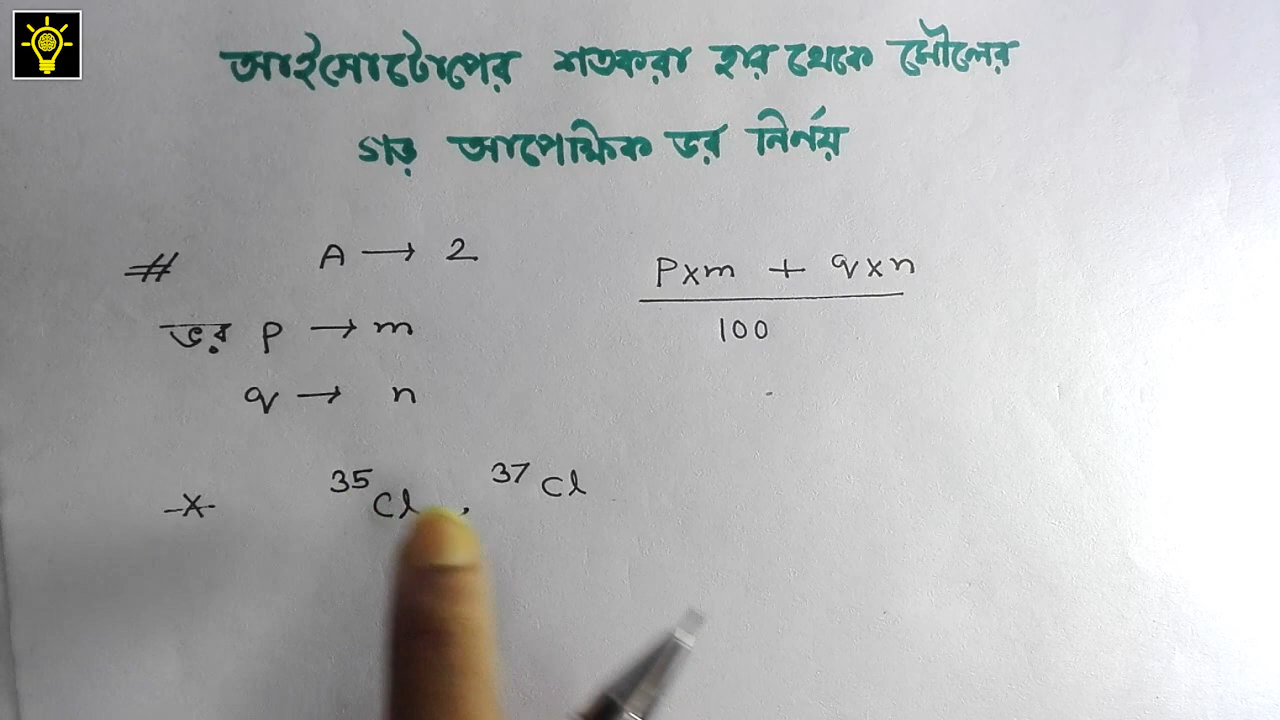 আইসোটোপের শতকরা হার থেকে মৌলের
গড় আপেক্ষিক ভর নির্ণয়
# A → 2
ভর p → m
q → n
p×m + q×n
100
* 35Cl , 37Cl